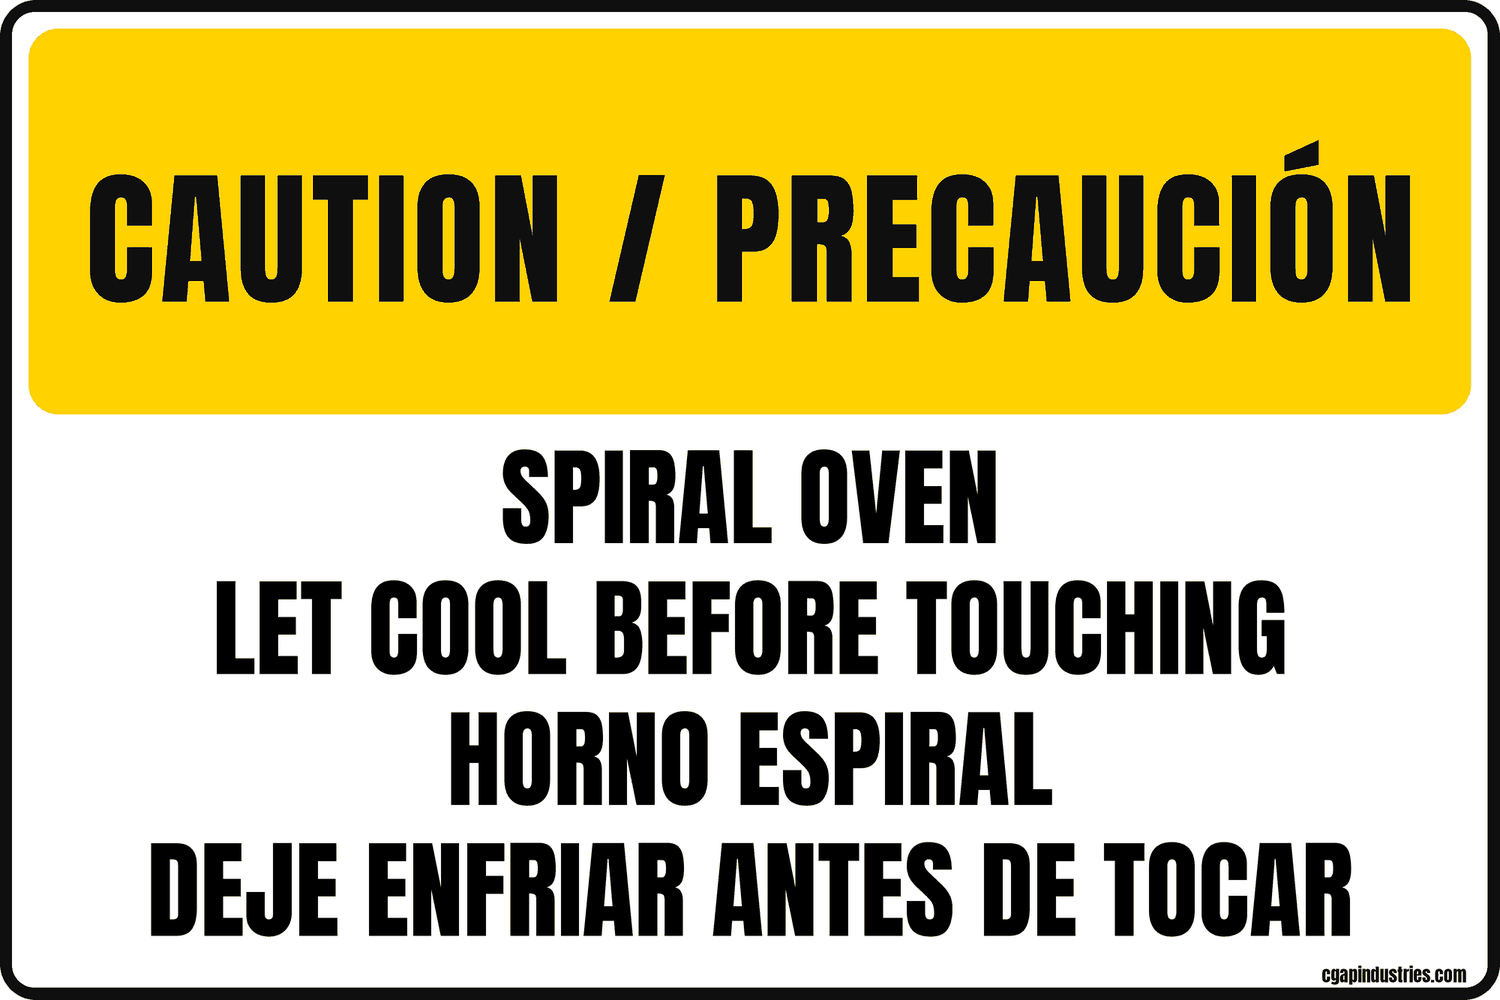 CAUTION / PRECAUCIÓN
SPIRAL OVEN
LET COOL BEFORE TOUCHING
HORNO ESPIRAL
DEJE ENFRIAR ANTES DE TOCAR
cgapindustries.com